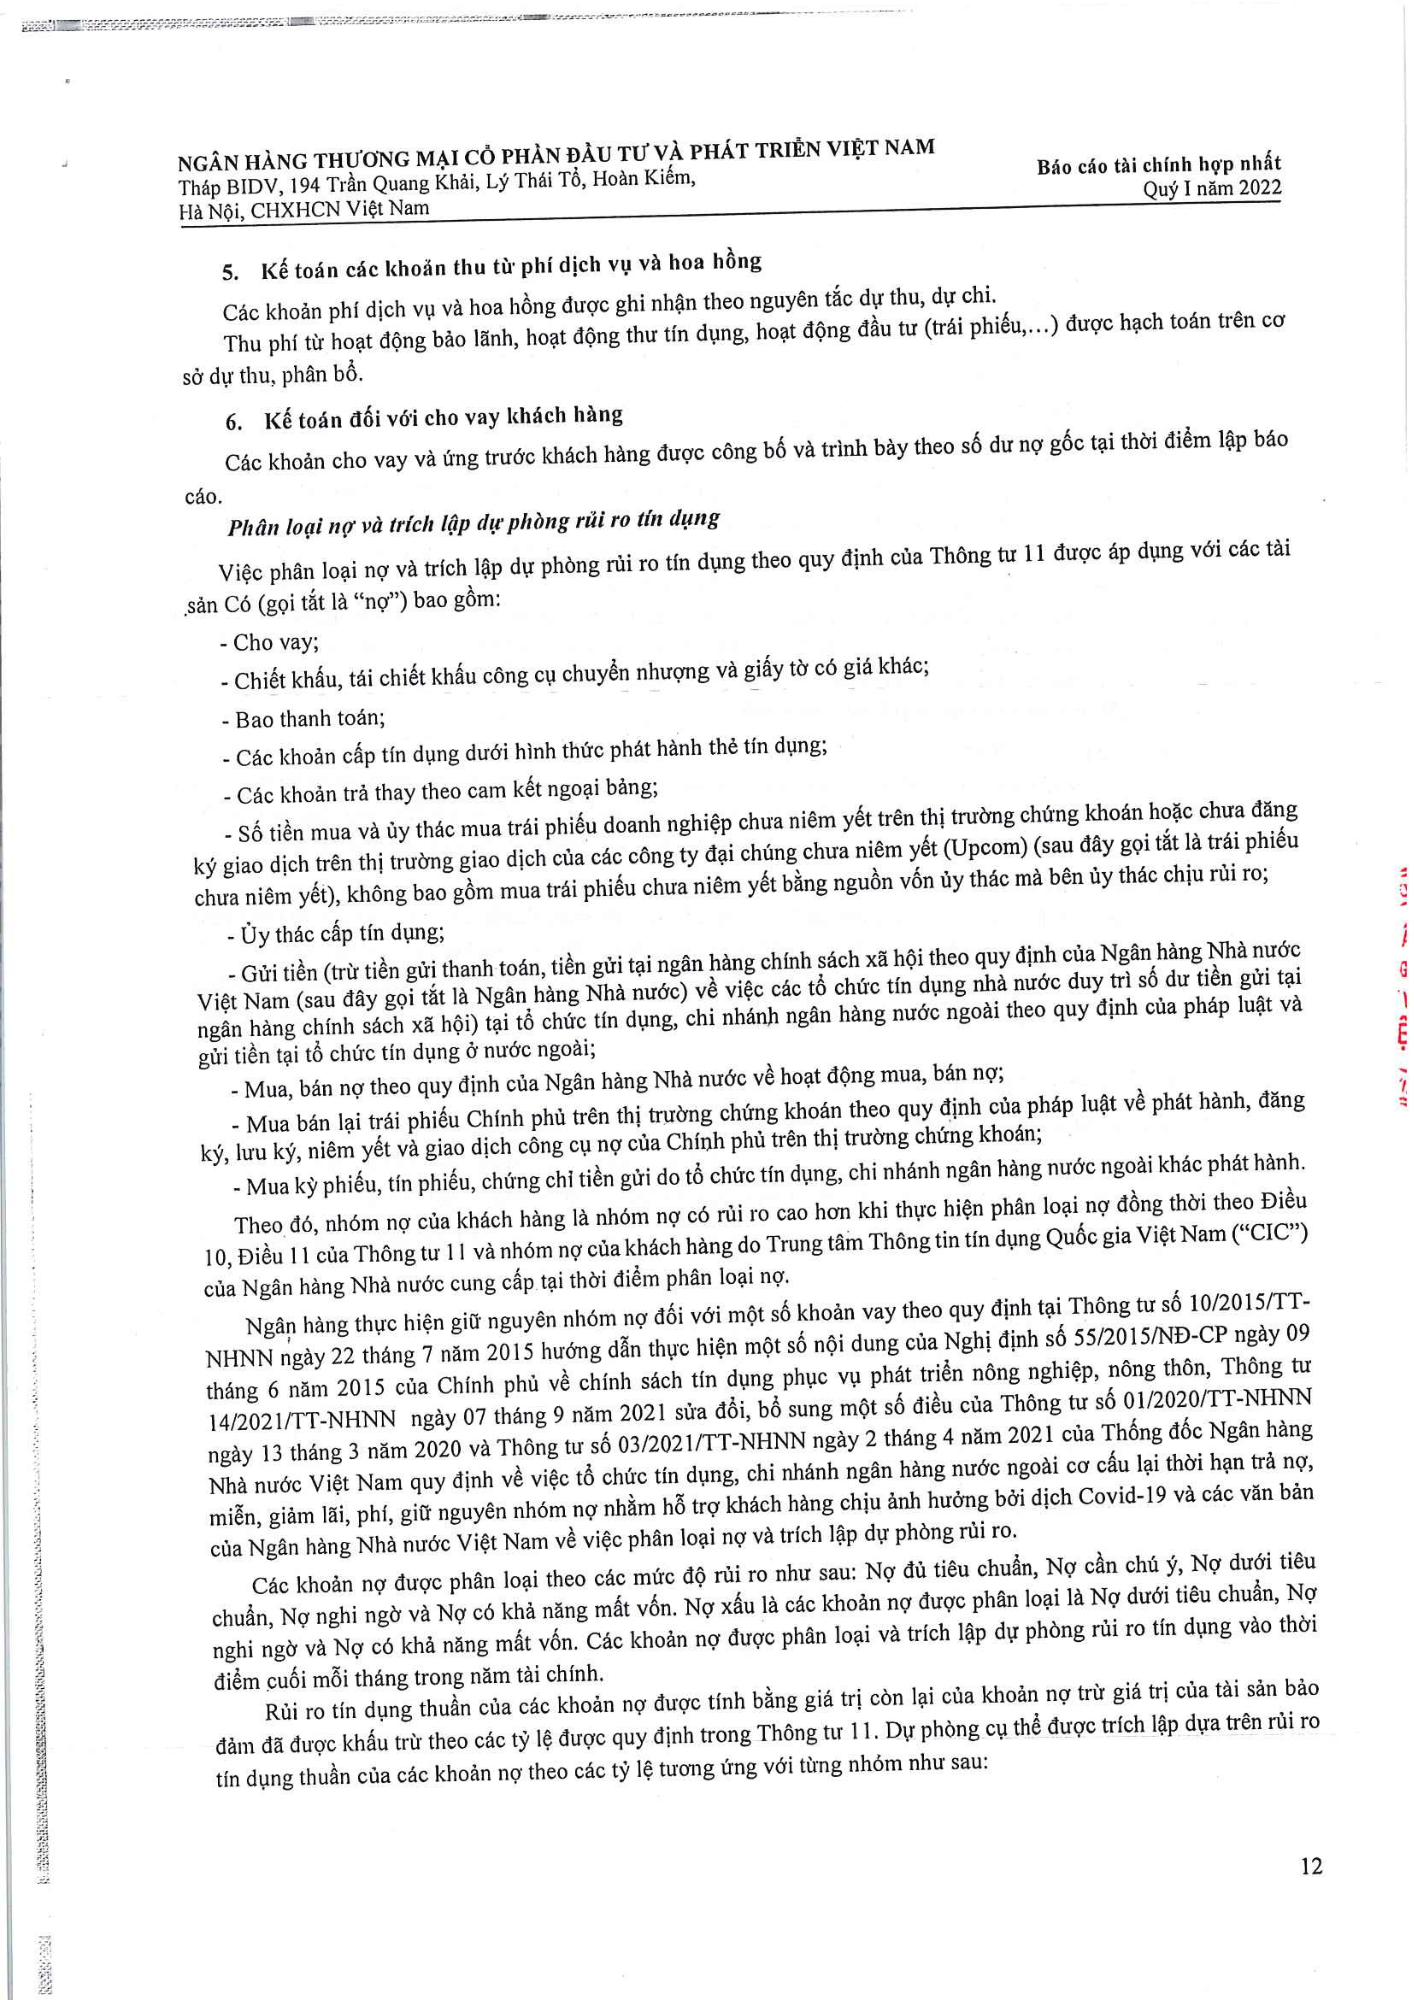 NGÂN HÀNG THƯƠNG MẠI CỔ PHẦN ĐẦU TƯ VÀ PHÁT TRIỂN VIỆT NAM
Tháp BIDV, 194 Trần Quang Khải, Lý Thái Tổ, Hoàn Kiếm,
Hà Nội, CHXHCN Việt Nam
Báo cáo tài chính hợp nhất
Quý I năm 2022
5. Kế toán các khoản thu từ phí dịch vụ và hoa hồng
Các khoản phí dịch vụ và hoa hồng được ghi nhận theo nguyên tắc dự thu, dự chi.
Thu phí từ hoạt động bảo lãnh, hoạt động thư tín dụng, hoạt động đầu tư (trái phiếu,…) được hạch toán trên cơ
sở dự thu, phân bổ.
6. Kế toán đối với cho vay khách hàng
Các khoản cho vay và ứng trước khách hàng được công bố và trình bày theo số dư nợ gốc tại thời điểm lập báo
cáo.
Phân loại nợ và trích lập dự phòng rủi ro tín dụng
Việc phân loại nợ và trích lập dự phòng rủi ro tín dụng theo quy định của Thông tư 11 được áp dụng với các tài
sản Có (gọi tắt là “nợ”) bao gồm:
- Cho vay;
- Chiết khấu, tái chiết khấu công cụ chuyển nhượng và giấy tờ có giá khác;
- Bao thanh toán;
- Các khoản cấp tín dụng dưới hình thức phát hành thẻ tín dụng;
- Các khoản trả thay theo cam kết ngoại bảng;
- Số tiền mua và ủy thác mua trái phiếu doanh nghiệp chưa niêm yết trên thị trường chứng khoán hoặc chưa đăng
ký giao dịch trên thị trường giao dịch của các công ty đại chúng chưa niêm yết (Upcom) (sau đây gọi tắt là trái phiếu
chưa niêm yết), không bao gồm mua trái phiếu chưa niêm yết bằng nguồn vốn ủy thác mà bên ủy thác chịu rủi ro;
- Ủy thác cấp tín dụng;
- Gửi tiền (trừ tiền gửi thanh toán, tiền gửi tại ngân hàng chính sách xã hội theo quy định của Ngân hàng Nhà nước
Việt Nam (sau đây gọi tắt là Ngân hàng Nhà nước) về việc các tổ chức tín dụng nhà nước duy trì số dư tiền gửi tại
ngân hàng chính sách xã hội) tại tổ chức tín dụng, chi nhánh ngân hàng nước ngoài theo quy định của pháp luật và
gửi tiền tại tổ chức tín dụng ở nước ngoài;
- Mua, bán nợ theo quy định của Ngân hàng Nhà nước về hoạt động mua, bán nợ;
- Mua bán lại trái phiếu Chính phủ trên thị trường chứng khoán theo quy định của pháp luật về phát hành, đăng
ký, lưu ký, niêm yết và giao dịch công cụ nợ của Chính phủ trên thị trường chứng khoán;
- Mua kỳ phiếu, tín phiếu, chứng chỉ tiền gửi do tổ chức tín dụng, chi nhánh ngân hàng nước ngoài khác phát hành.
Theo đó, nhóm nợ của khách hàng là nhóm nợ có rủi ro cao hơn khi thực hiện phân loại nợ đồng thời theo Điều
10, Điều 11 của Thông tư 11 và nhóm nợ của khách hàng do Trung tâm Thông tin tín dụng Quốc gia Việt Nam (“CIC”)
của Ngân hàng Nhà nước cung cấp tại thời điểm phân loại nợ.
Ngân hàng thực hiện giữ nguyên nhóm nợ đối với một số khoản vay theo quy định tại Thông tư số 10/2015/TT-
NHNN ngày 22 tháng 7 năm 2015 hướng dẫn thực hiện một số nội dung của Nghị định số 55/2015/NĐ-CP ngày 09
tháng 6 năm 2015 của Chính phủ về chính sách tín dụng phục vụ phát triển nông nghiệp, nông thôn, Thông tư
14/2021/TT-NHNN ngày 07 tháng 9 năm 2021 sửa đổi, bổ sung một số điều của Thông tư số 01/2020/TT-NHNN
ngày 13 tháng 3 năm 2020 và Thông tư số 03/2021/TT-NHNN ngày 2 tháng 4 năm 2021 của Thống đốc Ngân hàng
Nhà nước Việt Nam quy định về việc tổ chức tín dụng, chi nhánh ngân hàng nước ngoài cơ cấu lại thời hạn trả nợ,
miễn, giảm lãi, phí, giữ nguyên nhóm nợ nhằm hỗ trợ khách hàng chịu ảnh hưởng bởi dịch Covid-19 và các văn bản
của Ngân hàng Nhà nước Việt Nam về việc phân loại nợ và trích lập dự phòng rủi ro.
Các khoản nợ được phân loại theo các mức độ rủi ro như sau: Nợ đủ tiêu chuẩn, Nợ cần chú ý, Nợ dưới tiêu
chuẩn, Nợ nghi ngờ và Nợ có khả năng mất vốn. Nợ xấu là các khoản nợ được phân loại là Nợ dưới tiêu chuẩn, Nợ
nghi ngờ và Nợ có khả năng mất vốn. Các khoản nợ được phân loại và trích lập dự phòng rủi ro tín dụng vào thời
điểm cuối mỗi tháng trong năm tài chính.
Rủi ro tín dụng thuần của các khoản nợ được tính bằng giá trị còn lại của khoản nợ trừ giá trị của tài sản bảo
đảm đã được khấu trừ theo các tỷ lệ được quy định trong Thông tư 11. Dự phòng cụ thể được trích lập dựa trên rủi ro
tín dụng thuần của các khoản nợ theo các tỷ lệ tương ứng với từng nhóm như sau:
12